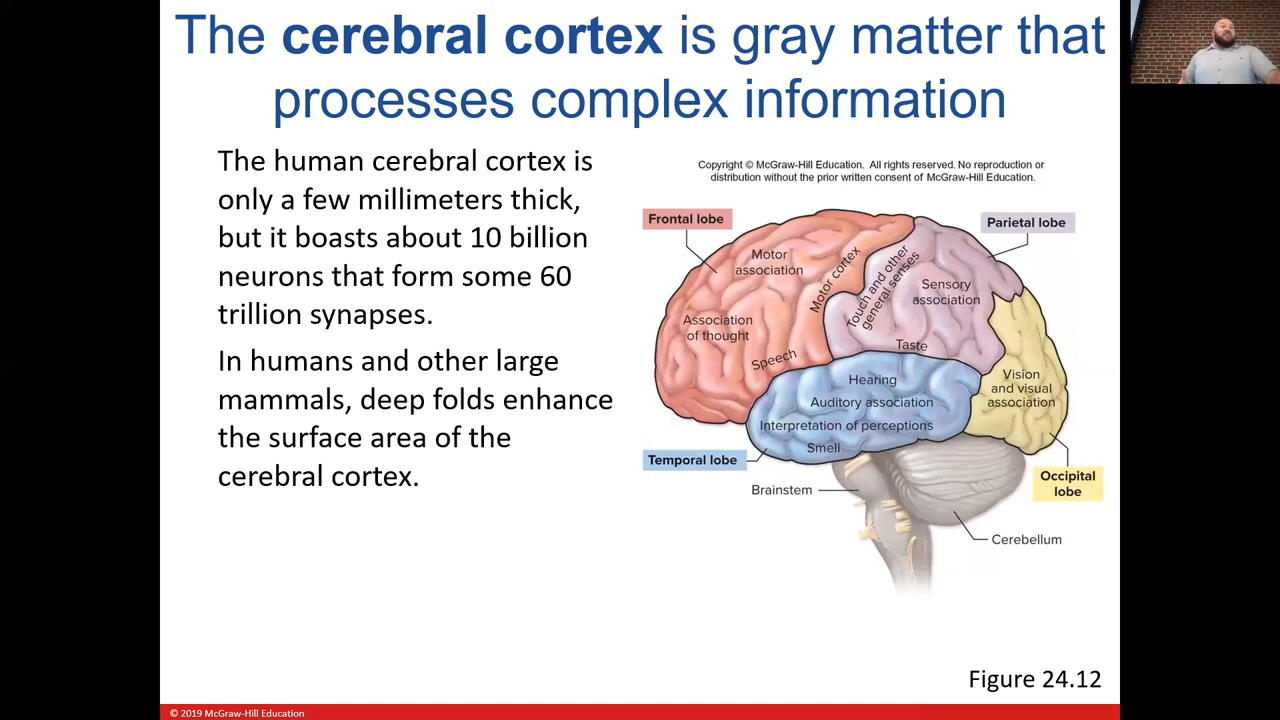 The cerebral cortex is gray matter that
processes complex information
The human cerebral cortex is
only a few millimeters thick,
but it boasts about 10 billion
neurons that form some 60
trillion synapses.
In humans and other large
mammals, deep folds enhance
the surface area of the
cerebral cortex.
Copyright © McGraw-Hill Education. All rights reserved. No reproduction or
distribution without the prior written consent of McGraw-Hill Education.
Frontal lobe
Parietal lobe
Motor
association
Motor cortex
Touch and other
general senses
Sensory
association
Association
of thought
Speech
Taste
Hearing
Auditory association
Interpretation of perceptions
Smell
Vision
and visual
association
Temporal lobe
Occipital
lobe
Brainstem
Cerebellum
Figure 24.12
© 2019 McGraw-Hill Education